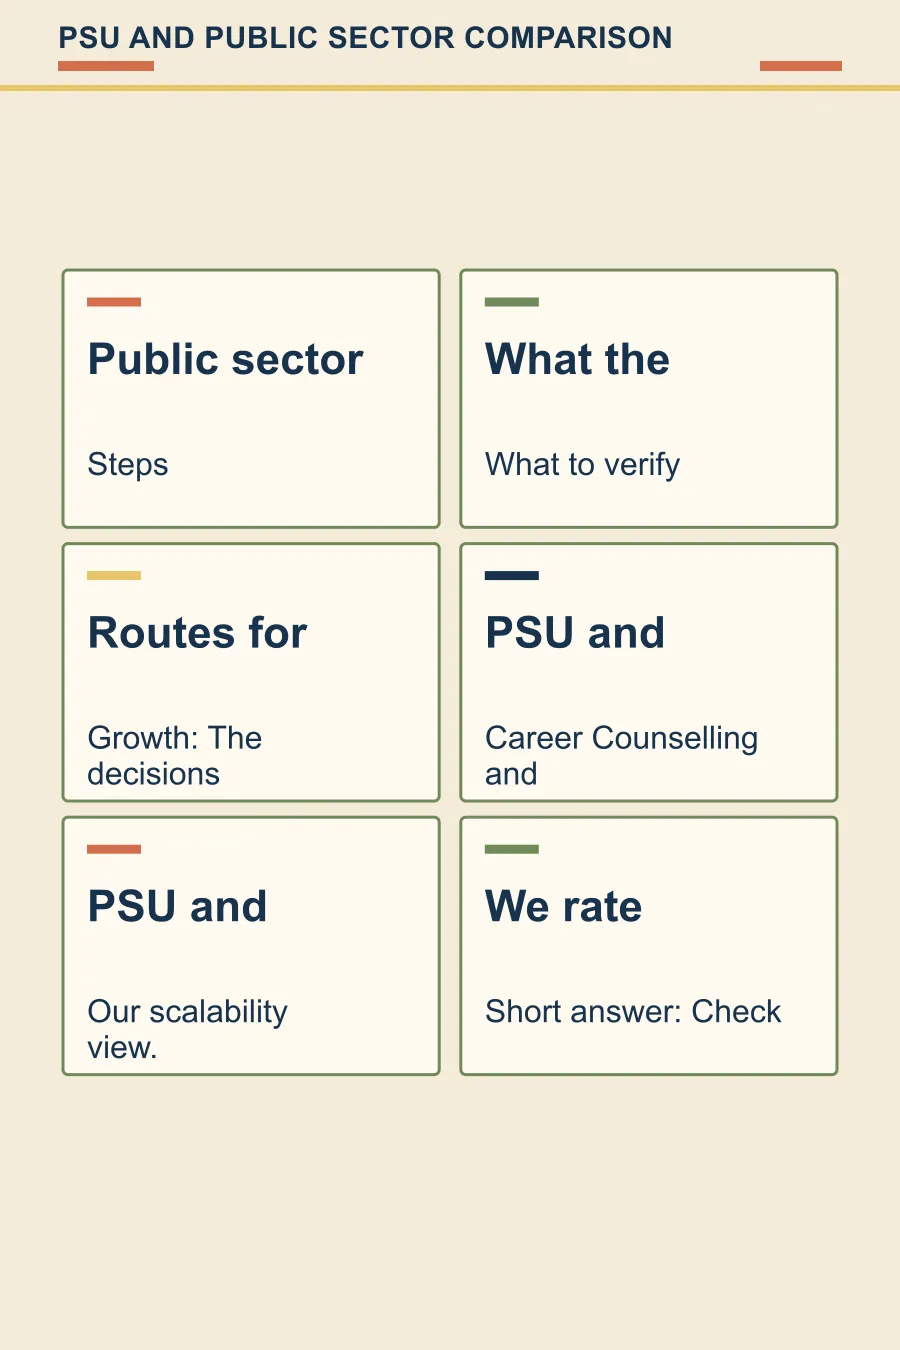 PSU AND PUBLIC SECTOR COMPARISON
Public sector
Steps
What the
What to verify
Routes for
Growth: The
decisions
PSU and
Career Counselling
and
PSU and
Our scalability
view.
We rate
Short answer: Check